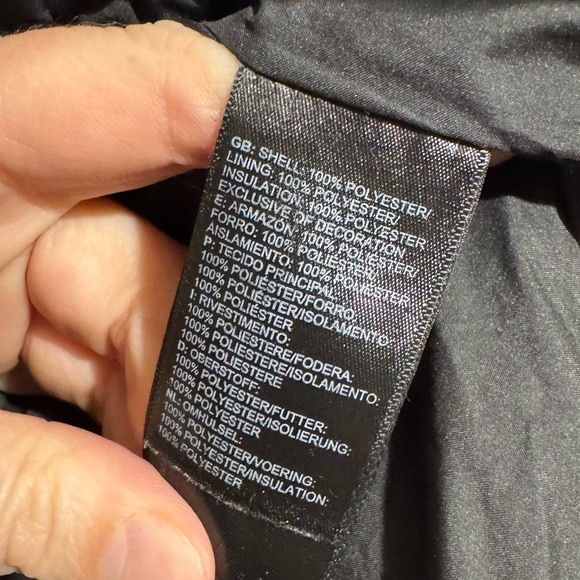 GB: SHELL: 100% POLYESTER/
LINING: 100% POLYESTER/
INSULATION: 100% POLYESTER
EXCLUSIVE OF DECORATION
E: ARMAZÓN: 100% POLIESTER/
FORRO: 100% POLIESTER/
AISLAMIENTO: 100% POLIESTER
P: TECIDO PRINCIPAL:
100% POLIÉSTER/FORRO:
100% POLIÉSTER/ISOLAMENTO:
100% POLIÉSTER
I: RIVESTIMENTO:
100% POLIESTERE/FODERA:
100% POLIESTERE/ISOLAMENTO:
100% POLIESTERE
D: OBERSTOFF:
100% POLYESTER/FUTTER:
100% POLYESTER/ISOLIERUNG:
100% POLYESTER
NL: OMHULSEL:
100% POLYESTER/VOERING:
100% POLYESTER/INSULATION:
100% POLYESTER